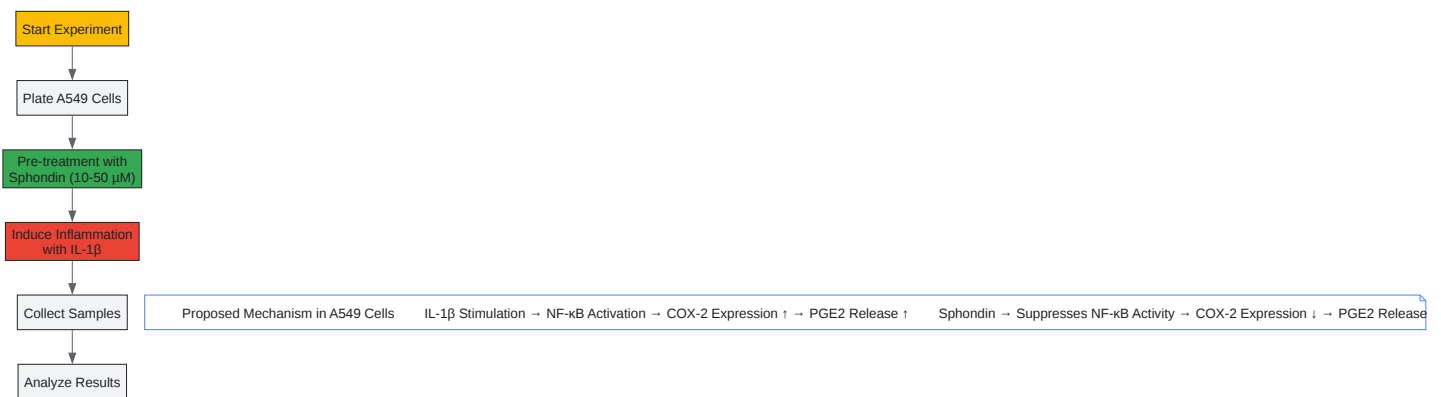 Start Experiment
Plate A549 Cells
Pre-treatment with
Sphondin (10-50 µM)
Induce Inflammation
with IL-1β
Collect Samples
Proposed Mechanism in A549 Cells IL-1β Stimulation → NF-κB Activation → COX-2 Expression ↑ → PGE2 Release ↑ Sphondin → Suppresses NF-κB Activity → COX-2 Expression ↓ → PGE2 Release
Analyze Results